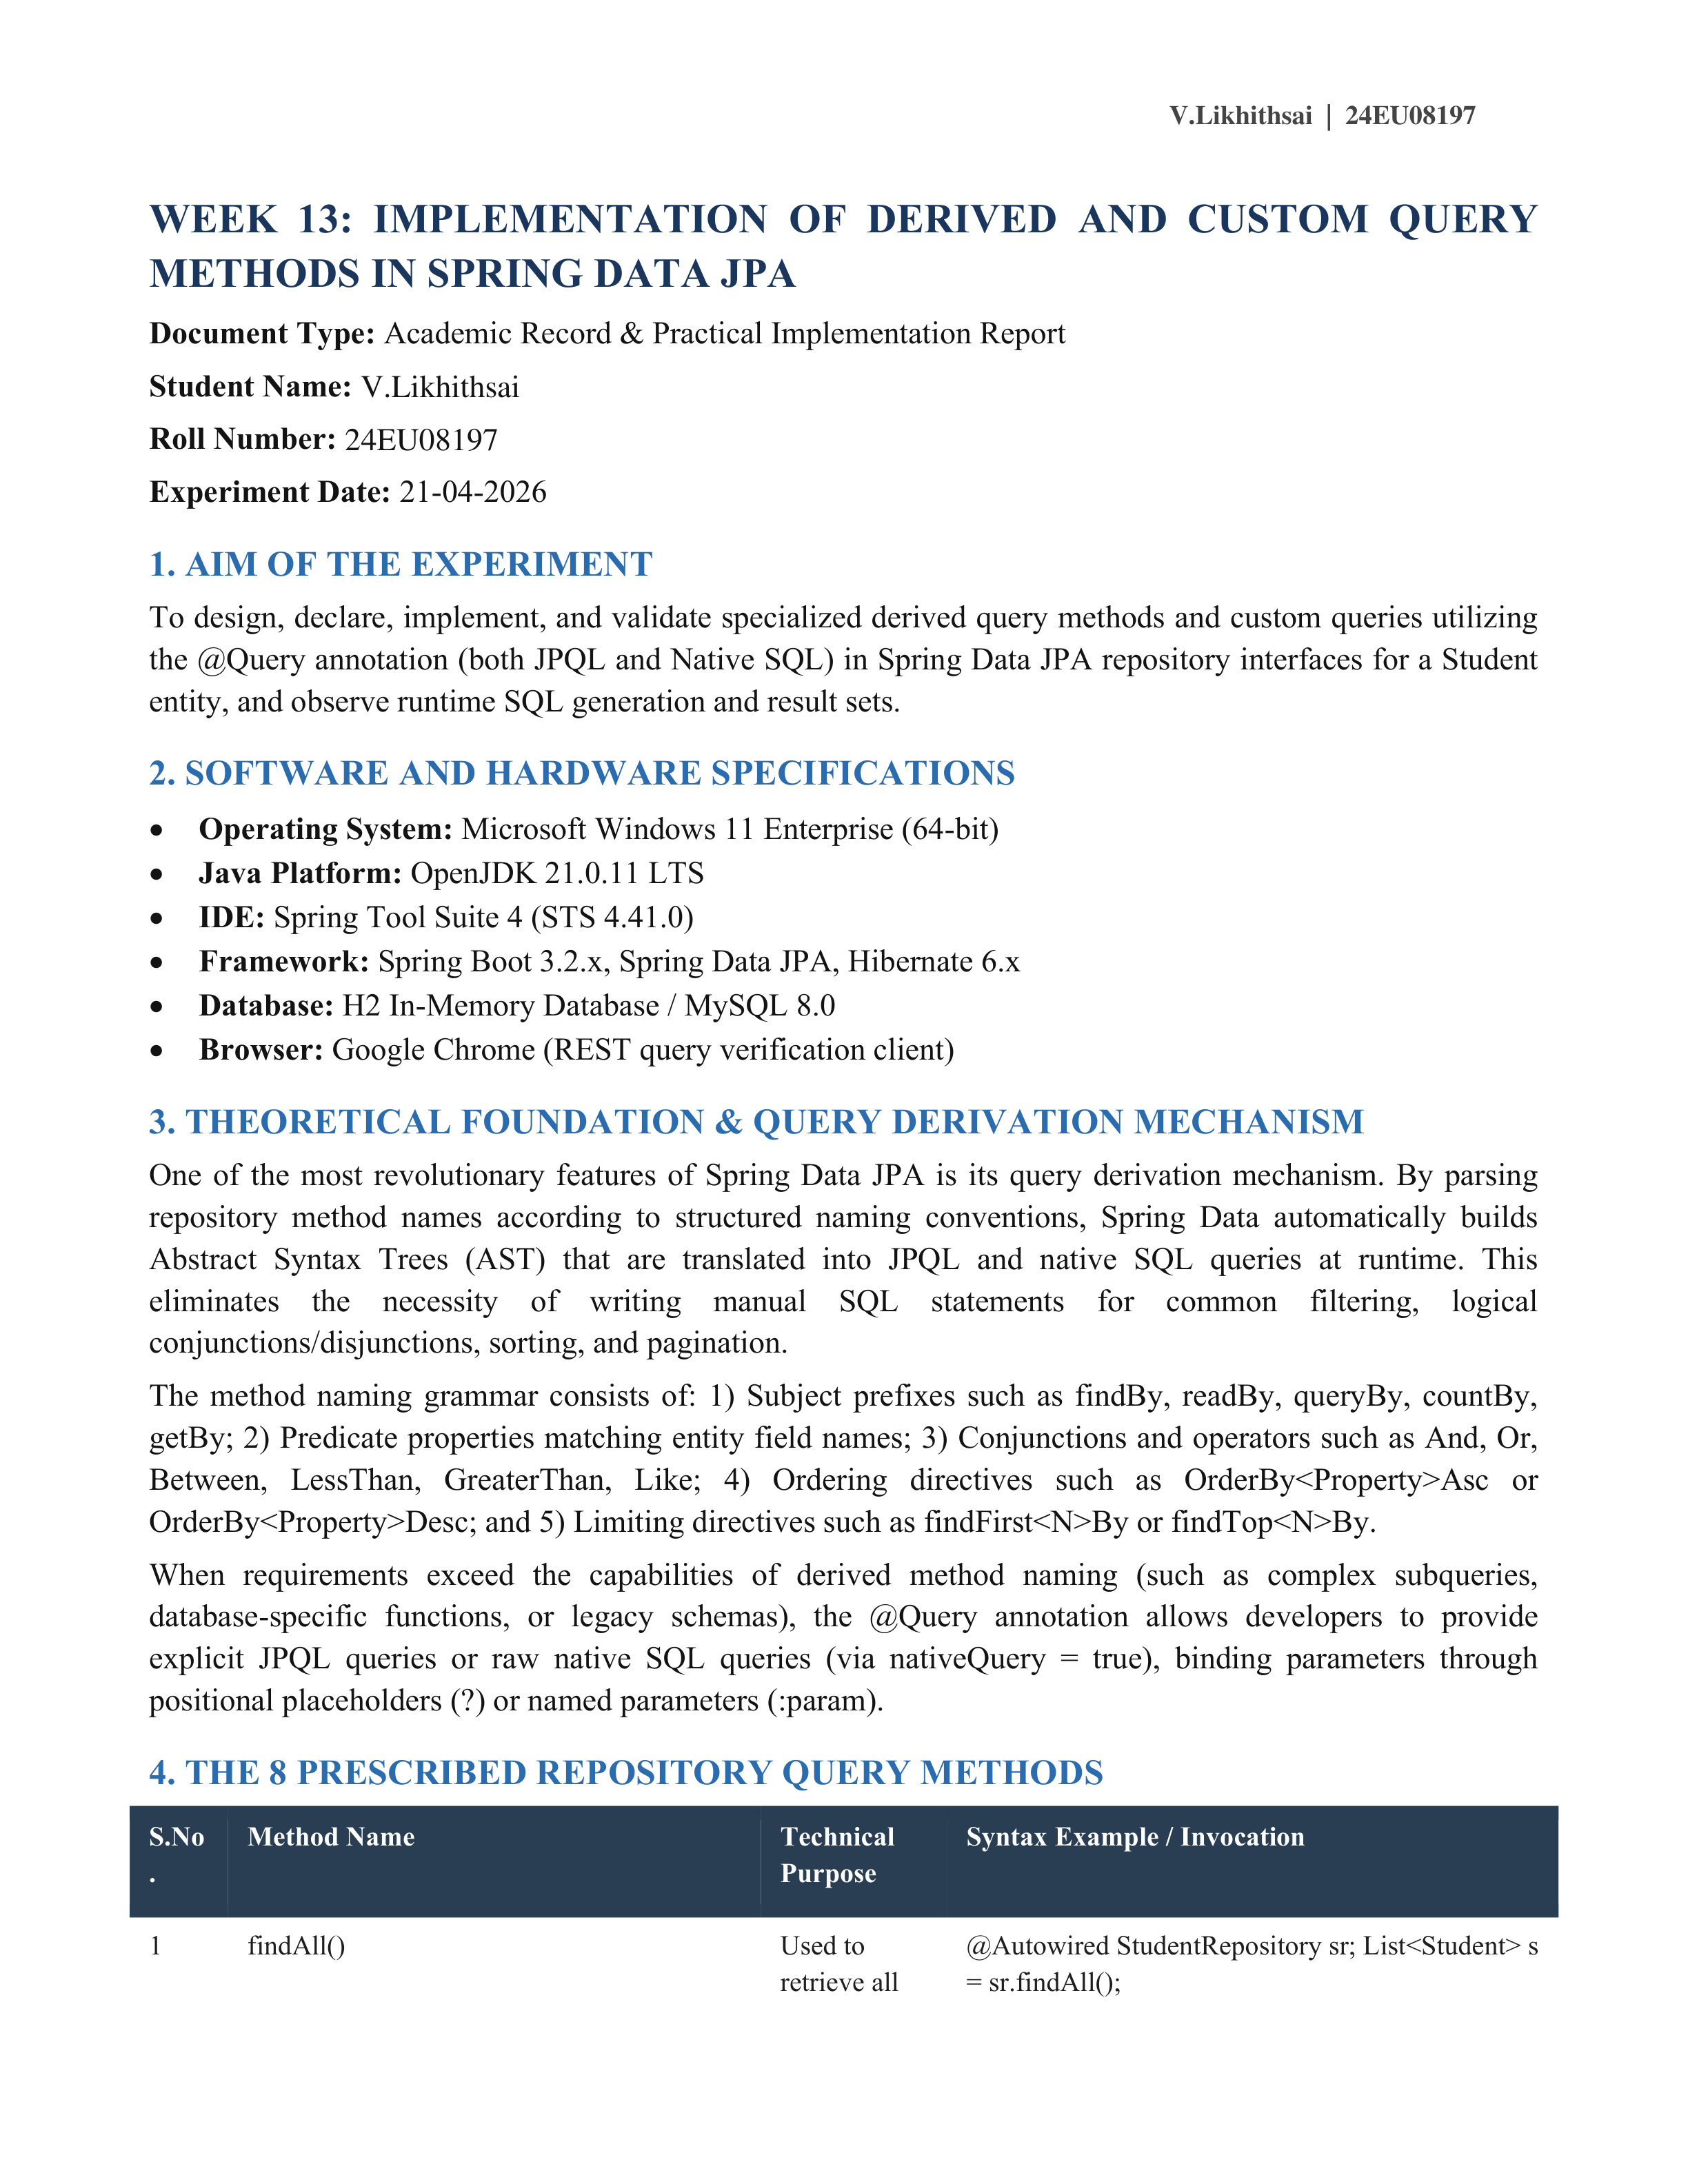 V.Likhithsai | 24EU08197
WEEK 13: IMPLEMENTATION OF DERIVED AND CUSTOM QUERY
METHODS IN SPRING DATA JPA
Document Type: Academic Record & Practical Implementation Report
Student Name: V.Likhithsai
Roll Number: 24EU08197
Experiment Date: 21-04-2026
1. AIM OF THE EXPERIMENT
To design, declare, implement, and validate specialized derived query methods and custom queries utilizing
the @Query annotation (both JPQL and Native SQL) in Spring Data JPA repository interfaces for a Student
entity, and observe runtime SQL generation and result sets.
2. SOFTWARE AND HARDWARE SPECIFICATIONS
• Operating System: Microsoft Windows 11 Enterprise (64-bit)
• Java Platform: OpenJDK 21.0.11 LTS
• IDE: Spring Tool Suite 4 (STS 4.41.0)
• Framework: Spring Boot 3.2.x, Spring Data JPA, Hibernate 6.x
• Database: H2 In-Memory Database / MySQL 8.0
• Browser: Google Chrome (REST query verification client)
3. THEORETICAL FOUNDATION & QUERY DERIVATION MECHANISM
One of the most revolutionary features of Spring Data JPA is its query derivation mechanism. By parsing
repository method names according to structured naming conventions, Spring Data automatically builds
Abstract Syntax Trees (AST) that are translated into JPQL and native SQL queries at runtime. This
eliminates the necessity of writing manual SQL statements for common filtering, logical
conjunctions/disjunctions, sorting, and pagination.
The method naming grammar consists of: 1) Subject prefixes such as findBy, readBy, queryBy, countBy,
getBy; 2) Predicate properties matching entity field names; 3) Conjunctions and operators such as And, Or,
Between, LessThan, GreaterThan, Like; 4) Ordering directives such as OrderBy<Property>Asc or
OrderBy<Property>Desc; and 5) Limiting directives such as findFirst<N>By or findTop<N>By.
When requirements exceed the capabilities of derived method naming (such as complex subqueries,
database-specific functions, or legacy schemas), the @Query annotation allows developers to provide
explicit JPQL queries or raw native SQL queries (via nativeQuery = true), binding parameters through
positional placeholders (?) or named parameters (:param).
4. THE 8 PRESCRIBED REPOSITORY QUERY METHODS
S.No Method Name Technical Syntax Example / Invocation
. Purpose
1 findAll() Used to @Autowired StudentRepository sr; List<Student> s
retrieve all = sr.findAll();